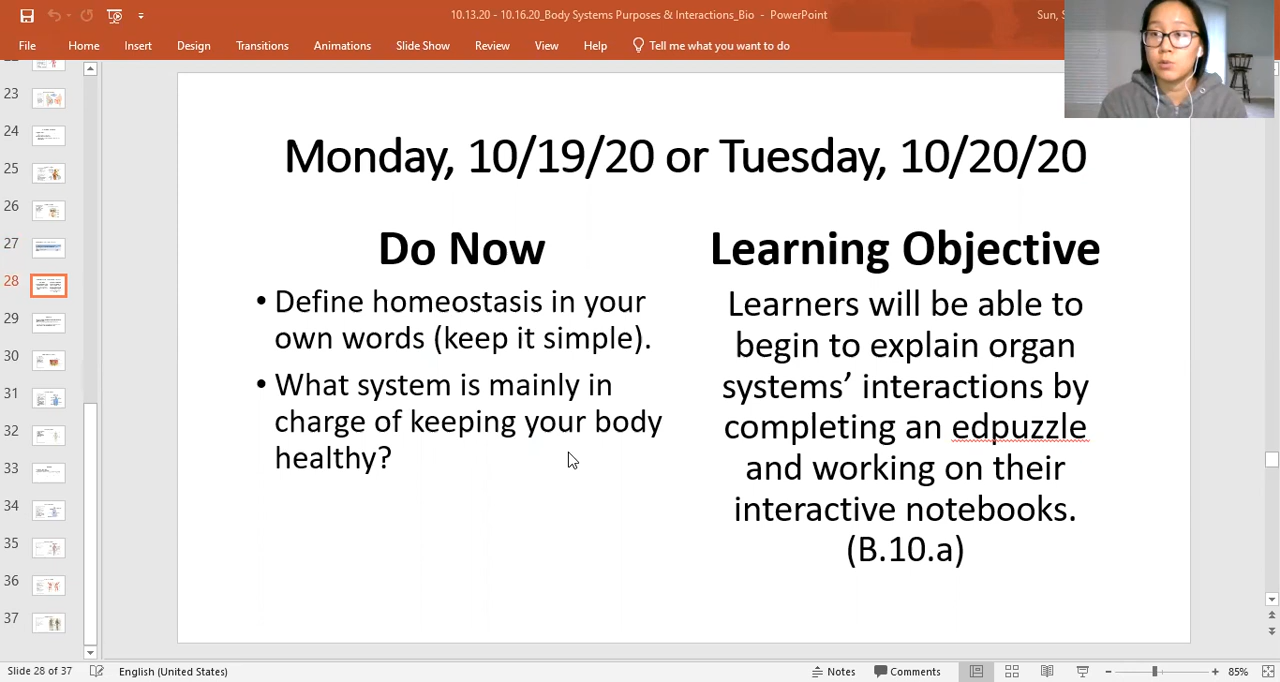 10.13.20 - 10.16.20_Body Systems Purposes & Interactions_Bio - PowerPoint
Sun, S
File Home Insert Design Transitions Animations Slide Show Review View Help Tell me what you want to do
23
24
25
26
27
28
29
30
31
32
33
34
35
36
37
Monday, 10/19/20 or Tuesday, 10/20/20
Do Now
• Define homeostasis in your
own words (keep it simple).
• What system is mainly in
charge of keeping your body
healthy?
Learning Objective
Learners will be able to
begin to explain organ
systems’ interactions by
completing an edpuzzle
and working on their
interactive notebooks.
(B.10.a)
Slide 28 of 37 English (United States) Notes Comments 85%